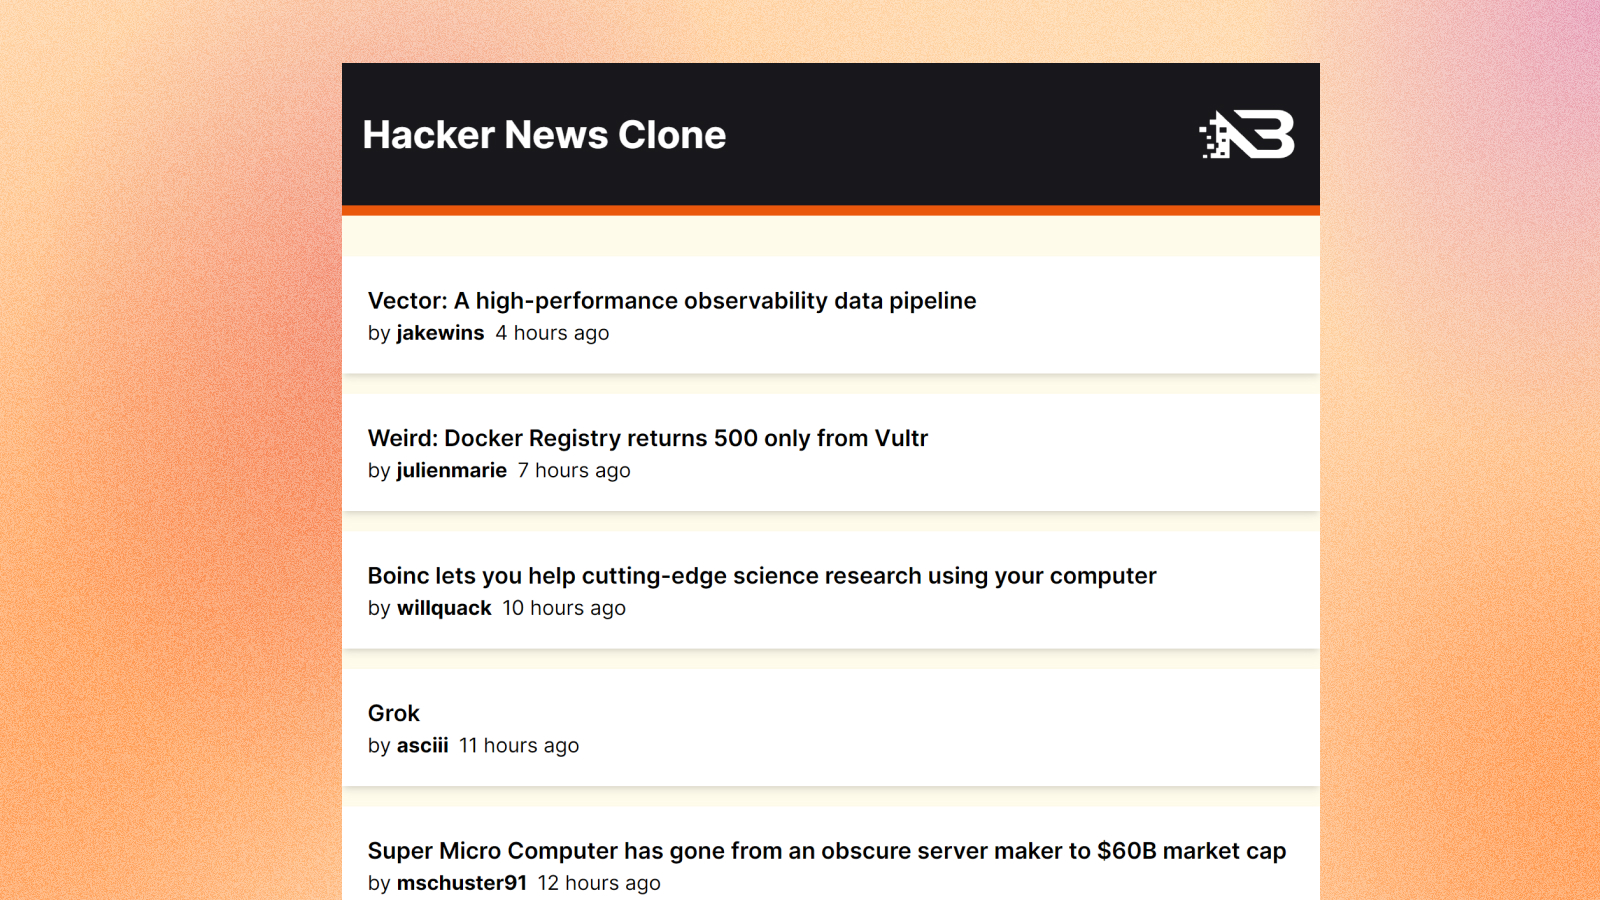 Hacker News Clone
Vector: A high-performance observability data pipeline
by jakewins 4 hours ago
Weird: Docker Registry returns 500 only from Vultr
by julienmarie 7 hours ago
Boinc lets you help cutting-edge science research using your computer
by willquack 10 hours ago
Grok
by asciii 11 hours ago
Super Micro Computer has gone from an obscure server maker to $60B market cap
by mschuster91 12 hours ago